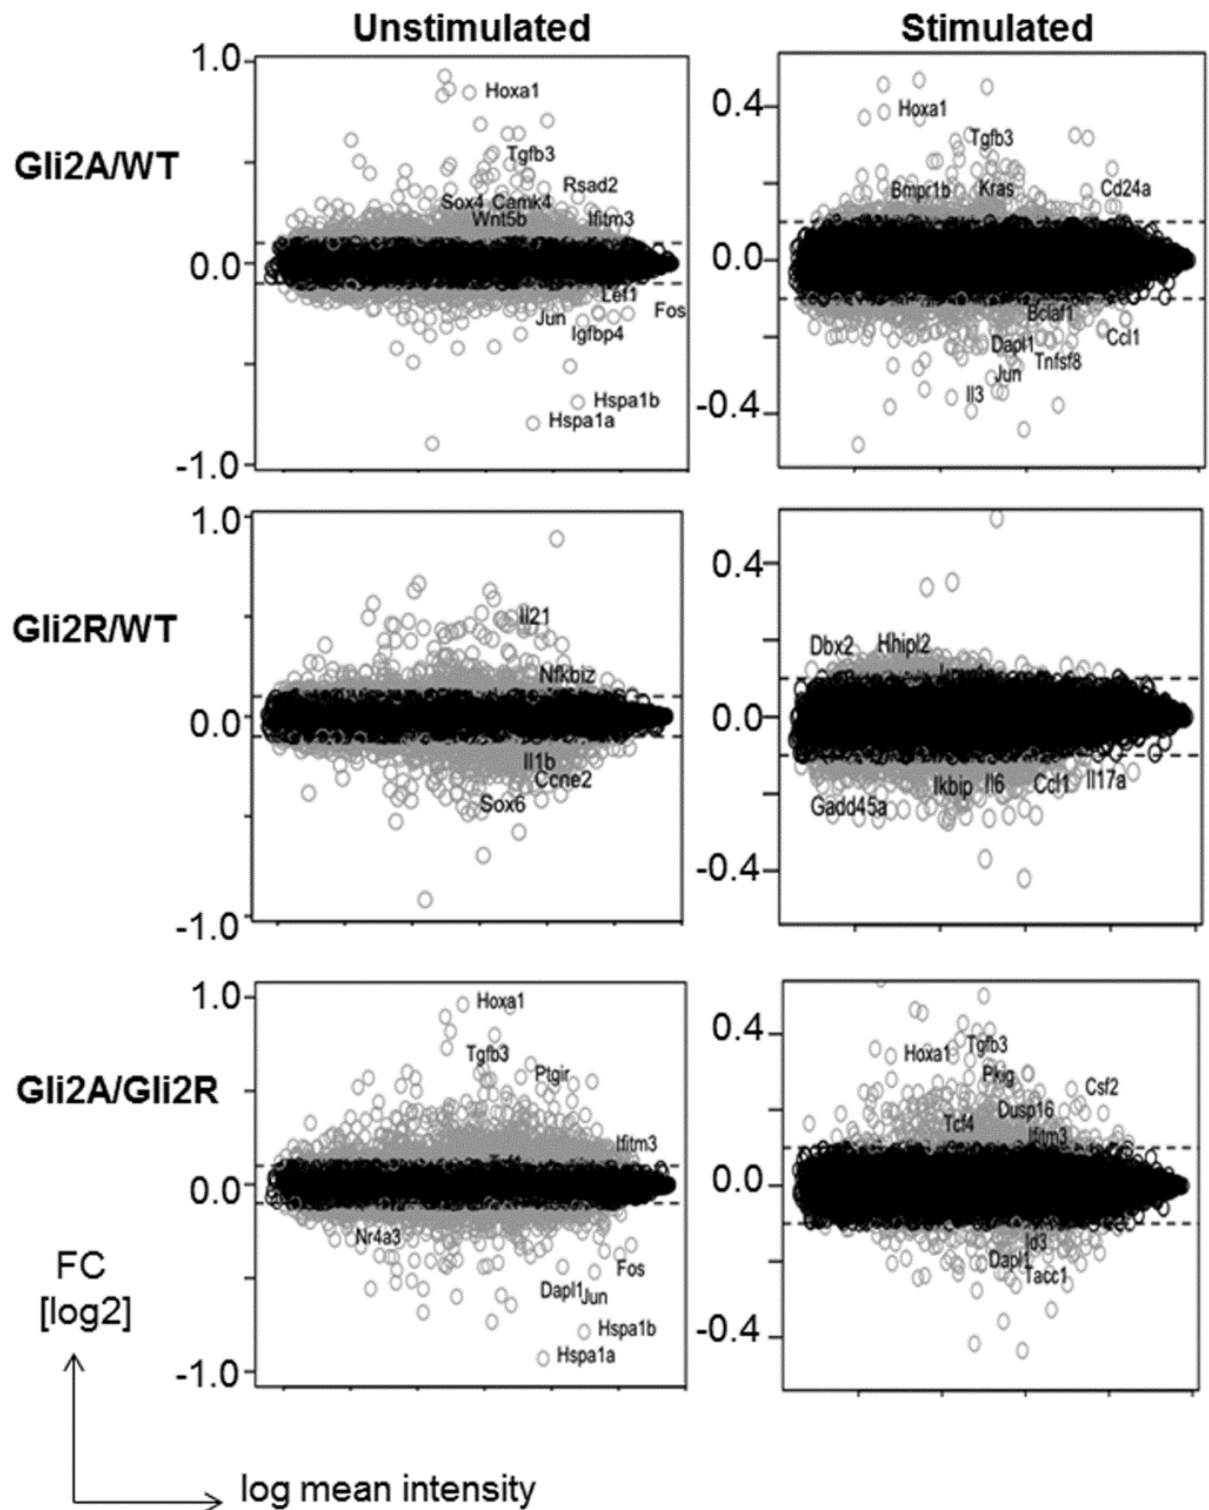 Unstimulated
Stimulated
Gli2A/WT
1.0
0.0
-1.0
Hoxa1
Tgfb3
Rsad2
Sox4 Camk4
Wnt5b
Ifitm3
Lef1
Fos
Jun
Igfbp4
Hspa1b
Hspa1a
0.4
0.0
-0.4
Hoxa1
Tgfb3
Bmpr1b
Kras
Cd24a
Bclaf1
Ccl1
Dapl1
Tnfsf8
Jun
Il3
Gli2R/WT
1.0
0.0
-1.0
Il21
Nfkbiz
Il1b
Ccne2
Sox6
0.4
0.0
-0.4
Dbx2
Hhipl2
Ikbip
Il6
Ccl1
Il17a
Gadd45a
Gli2A/Gli2R
1.0
0.0
-1.0
Hoxa1
Tgfb3
Ptgir
Ifitm3
Nr4a3
Fos
Dapl1
Jun
Hspa1b
Hspa1a
0.4
0.0
-0.4
Hoxa1
Tgfb3
Pkig
Csf2
Dusp16
Tcf4
Ifitm3
Id3
Dapl1
Tacc1
FC
[log2]
log mean intensity